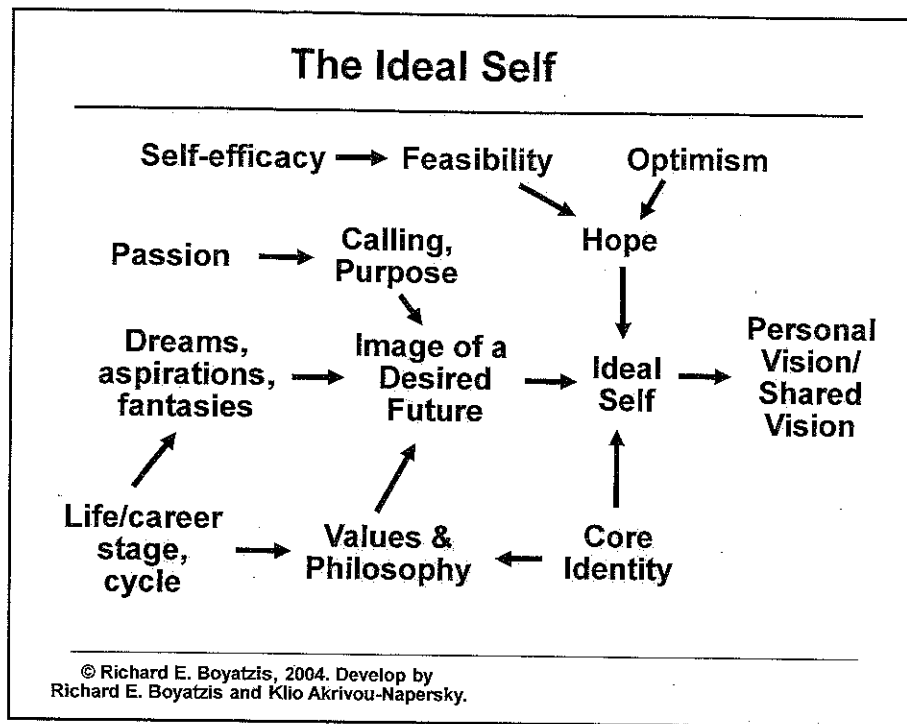 The Ideal Self
Self-efficacy
Feasibility
Optimism
Hope
Passion
Calling,
Purpose
Dreams,
aspirations,
fantasies
Image of a
Desired
Future
Ideal
Self
Personal
Vision/
Shared
Vision
Life/career
stage,
cycle
Values &
Philosophy
Core
Identity
© Richard E. Boyatzis, 2004. Develop by
Richard E. Boyatzis and Klio Akrivou-Napersky.